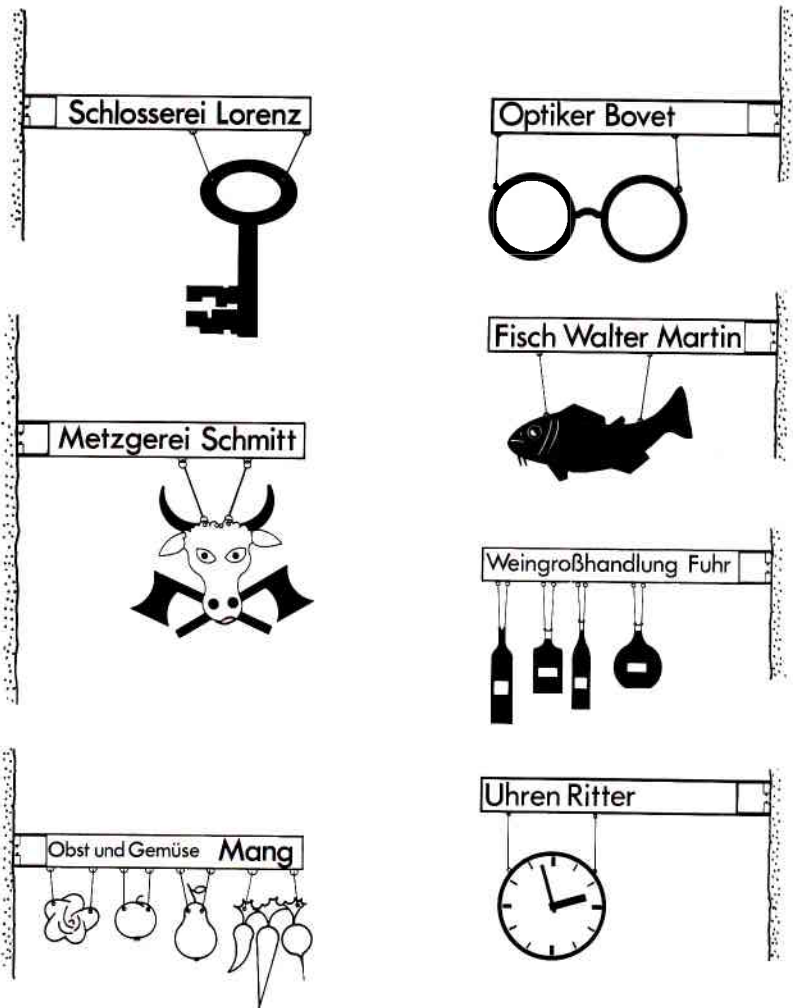 Schlosserei Lorenz
Optiker Bovet
Fisch Walter Martin
Metzgerei Schmitt
Weingroßhandlung Fuhr
Uhren Ritter
Obst und Gemüse Mang